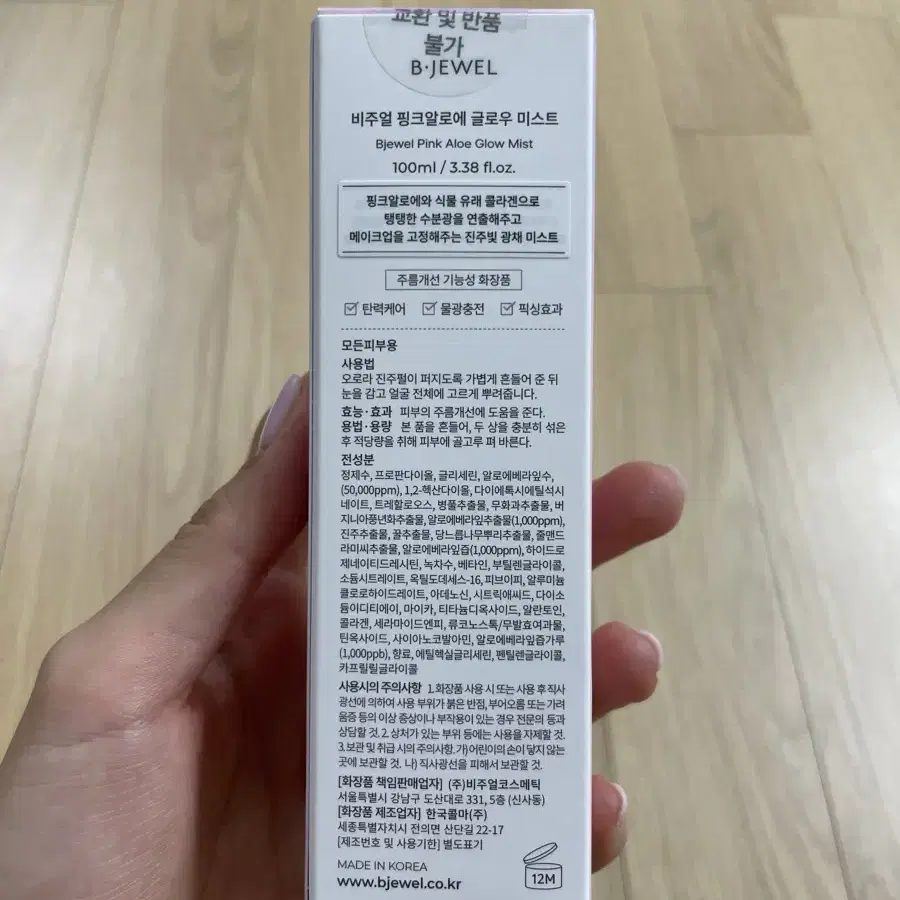 교환 및 반품
불가
B·JEWEL
비주얼 핑크알로에 글로우 미스트
Bjewel Pink Aloe Glow Mist
100ml / 3.38 fl.oz.
핑크알로에와 식물 유래 콜라겐으로
탱탱한 수분광을 연출해주고
메이크업을 고정해주는 진주빛 광채 미스트
주름개선 기능성 화장품
탄력케어 물광충전 픽싱효과
모든피부용
사용법
오로라 진주펄이 퍼지도록 가볍게 흔들어 준 뒤
눈을 감고 얼굴 전체에 고르게 뿌려줍니다.
효능·효과 피부의 주름개선에 도움을 준다.
용법·용량 본 품을 흔들어, 두 상을 충분히 섞은
후 적당량을 취해 피부에 골고루 펴 바른다.
전성분
정제수, 프로판다이올, 글리세린, 알로에베라잎수,
(50,000ppm), 1,2-헥산다이올, 다이에톡시에틸석시
네이트, 트레할로오스, 병풀추출물, 무화과추출물, 버
지니아풍년화추출물, 알로에베라잎추출물(1,000ppm),
진주추출물, 꿀추출물, 당느릅나무뿌리추출물, 줄맨드
라미씨추출물, 알로에베라잎즙(1,000ppm), 하이드로
제네이티드레시틴, 녹차수, 베타인, 부틸렌글라이콜,
소듐시트레이트, 옥틸도데세스-16, 피브이피, 알루미늄
클로로하이드레이트, 아데노신, 시트릭애씨드, 다이소
듐이디티에이, 마이카, 티타늄디옥사이드, 알란토인,
콜라겐, 세라마이드엔피, 류코노스톡/무발효여과물,
틴옥사이드, 사이아노코발아민, 알로에베라잎즙가루
(1,000ppb), 향료, 에틸헥실글리세린, 펜틸렌글라이콜,
카프릴릴글라이콜
사용시의 주의사항 1. 화장품 사용 시 또는 사용 후 직사
광선에 의하여 사용 부위가 붉은 반점, 부어오름 또는 가려
움증 등의 이상 증상이나 부작용이 있는 경우 전문의 등과
상담할 것. 2. 상처가 있는 부위 등에는 사용을 자제할 것.
3. 보관 및 취급 시의 주의사항. 가) 어린이의 손이 닿지 않는
곳에 보관할 것. 나) 직사광선을 피해서 보관할 것.
[화장품 책임판매업자] (주)비주얼코스메틱
서울특별시 강남구 도산대로 331, 5층 (신사동)
[화장품 제조업자] 한국콜마(주)
세종특별자치시 전의면 산단길 22-17
[제조번호 및 사용기한] 별도표기
MADE IN KOREA
www.bjewel.co.kr
12M